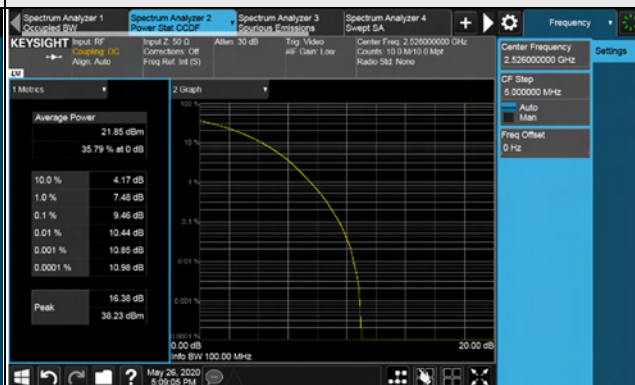 Spectrum Analyzer 1
Occupied BW
Spectrum Analyzer 2
Power Stat CCDF
Spectrum Analyzer 3
Spurious Emissions
Spectrum Analyzer 4
Swept SA
Frequency
KEYSIGHT
Input: RF
Coupling: DC
Align: Auto
Input Z: 50 Ω
Corrections: Off
Freq Ref: Int (S)
Atten: 30 dB
Trig: Video
#IF Gain: Low
Center Freq: 2.526000000 GHz
Counts: 10.0 M/10.0 Mpt
Radio Std: None
Center Frequency
2.526000000 GHz
Settings
CF Step
5.000000 MHz
Auto
Man
Freq Offset
0 Hz
1 Metrics
2 Graph
Average Power
21.85 dBm
35.79 % at 0 dB
10.0 % 4.17 dB
1.0 % 7.48 dB
0.1 % 9.46 dB
0.01 % 10.44 dB
0.001 % 10.85 dB
0.0001 % 10.98 dB
Peak 16.38 dB
38.23 dBm
100 %
10 %
1 %
0.1 %
0.01 %
0.001 %
0.0001 %
0.00 dB 20.00 dB
Info BW 100.00 MHz
May 26, 2020
5:09:05 PM